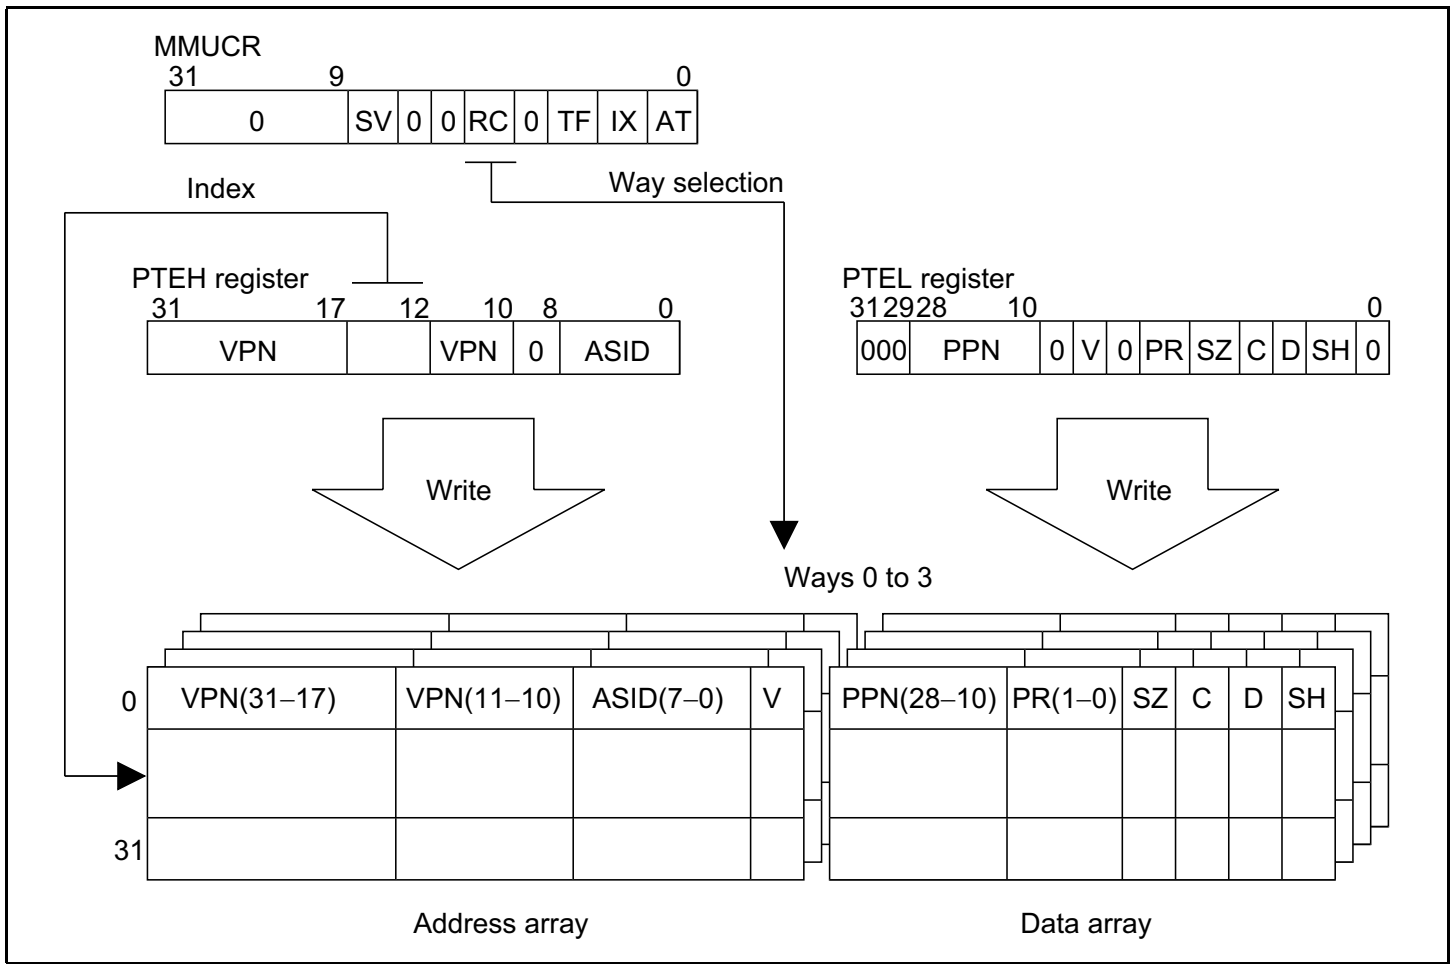 MMUCR
31 9 0
0 SV 0 0 RC 0 TF IX AT
Index
Way selection
PTEH register
31 17 12 10 8 0
VPN VPN 0 ASID
PTEL register
31 29 28 10 0
000 PPN 0 V 0 PR SZ C D SH 0
Write
Write
Ways 0 to 3
0 VPN(31–17) VPN(11–10) ASID(7–0) V PPN(28–10) PR(1–0) SZ C D SH
31
Address array
Data array